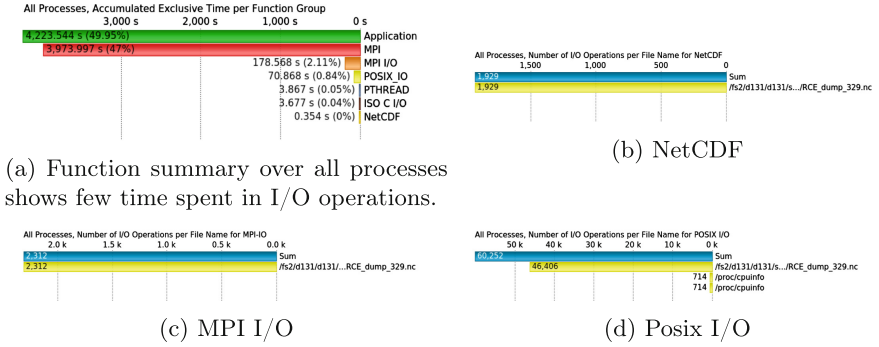 All Processes, Accumulated Exclusive Time per Function Group
3,000 s 2,000 s 1,000 s 0 s
4,223.544 s (49.95%) Application
3,973.997 s (47%) MPI
178.568 s (2.11%) MPI I/O
70.868 s (0.84%) POSIX_IO
3.867 s (0.05%) PTHREAD
3.677 s (0.04%) ISO C I/O
0.354 s (0%) NetCDF
(a) Function summary over all processes
shows few time spent in I/O operations.
All Processes, Number of I/O Operations per File Name for NetCDF
1,500 1,000 500 0
1,929 Sum
1,929 /fs2/d131/d131/s.../RCE_dump_329.nc
(b) NetCDF
All Processes, Number of I/O Operations per File Name for MPI-IO
2.0 k 1.5 k 1.0 k 0.5 k 0.0 k
2,312 Sum
2,312 /fs2/d131/d131/...RCE_dump_329.nc
(c) MPI I/O
All Processes, Number of I/O Operations per File Name for POSIX I/O
50 k 40 k 30 k 20 k 10 k 0 k
60,252 Sum
46,406 /fs2/d131/d131/s.../RCE_dump_329.nc
714 /proc/cpuinfo
714 /proc/cpuinfo
(d) Posix I/O